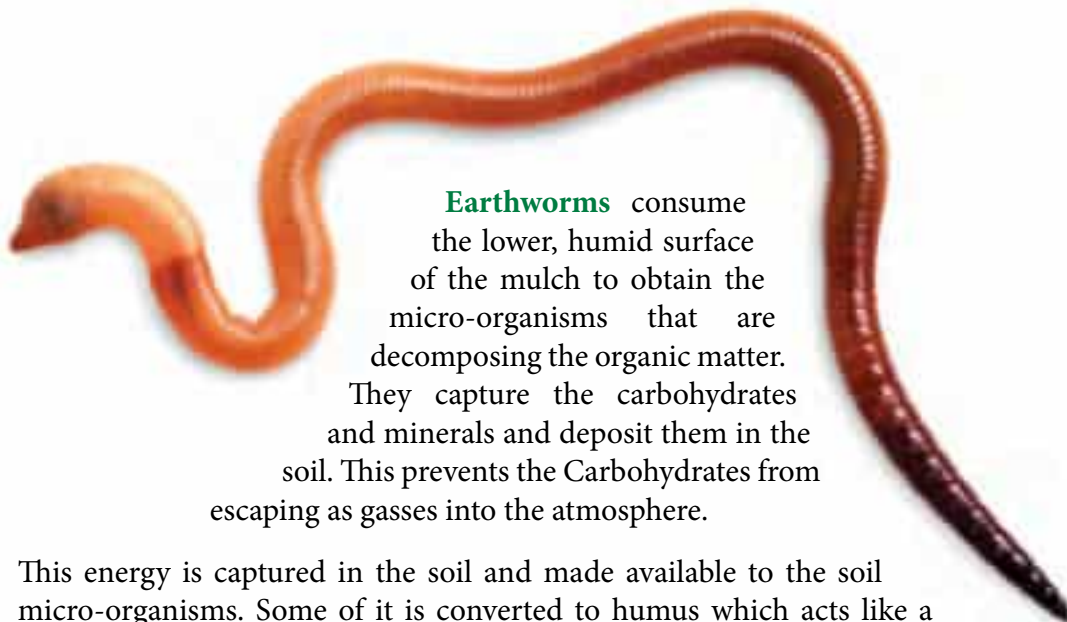 Earthworms consume
the lower, humid surface
of the mulch to obtain the
micro-organisms that are
decomposing the organic matter.
They capture the carbohydrates
and minerals and deposit them in the
soil. This prevents the Carbohydrates from
escaping as gasses into the atmosphere.
This energy is captured in the soil and made available to the soil
micro-organisms. Some of it is converted to humus which acts like a